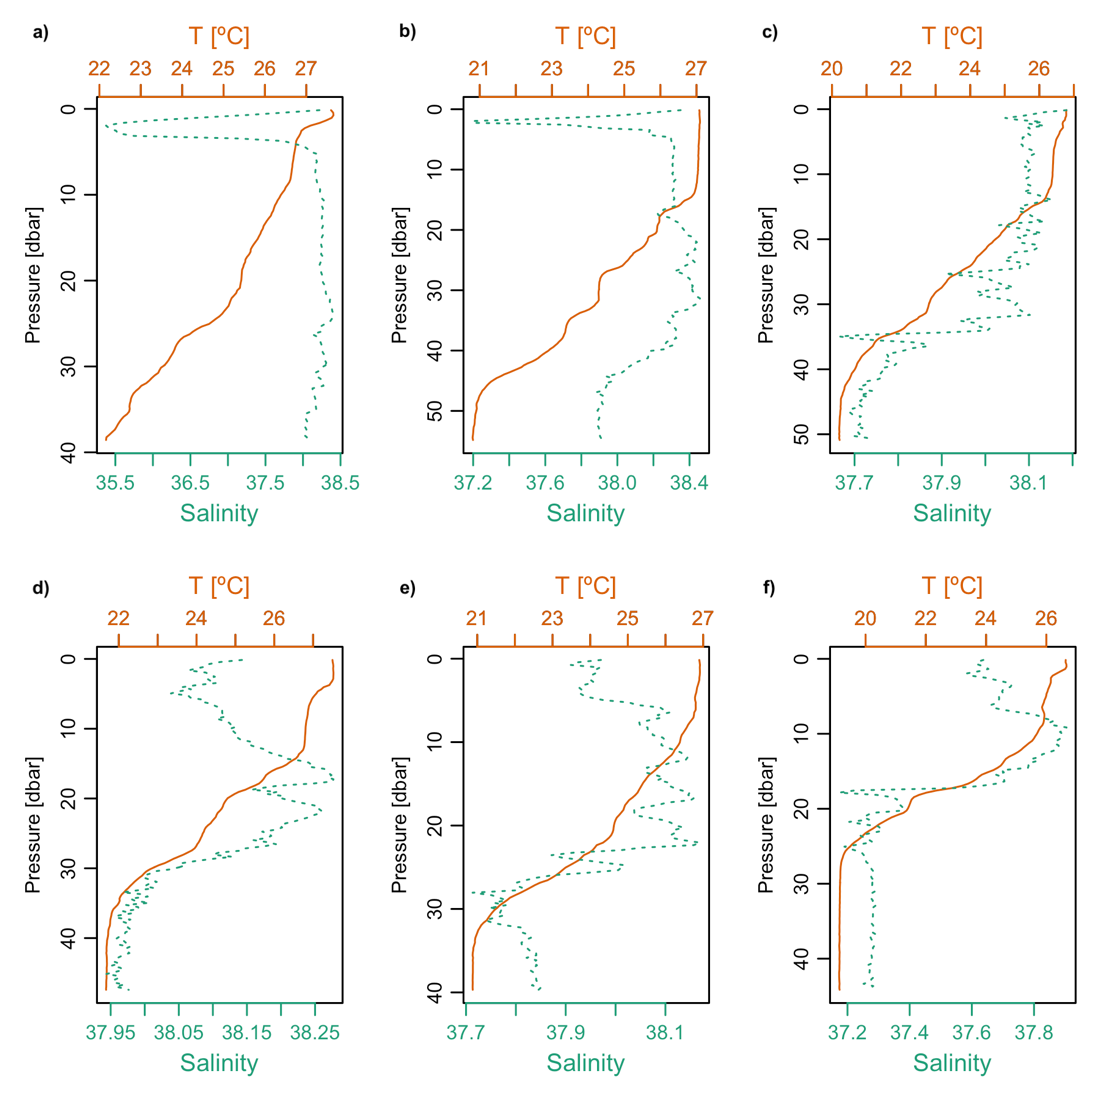 a)
T [ºC]
22 23 24 25 26 27
Pressure [dbar]
0
10
20
30
40
35.5 36.5 37.5 38.5
Salinity
b)
T [ºC]
21 23 25 27
Pressure [dbar]
0
10
20
30
40
50
37.2 37.6 38.0 38.4
Salinity
c)
T [ºC]
20 22 24 26
Pressure [dbar]
0
10
20
30
40
50
37.7 37.9 38.1
Salinity
d)
T [ºC]
22 24 26
Pressure [dbar]
0
10
20
30
40
37.95 38.05 38.15 38.25
Salinity
e)
T [ºC]
21 23 25 27
Pressure [dbar]
0
10
20
30
40
37.7 37.9 38.1
Salinity
f)
T [ºC]
20 22 24 26
Pressure [dbar]
0
10
20
30
40
37.2 37.4 37.6 37.8
Salinity